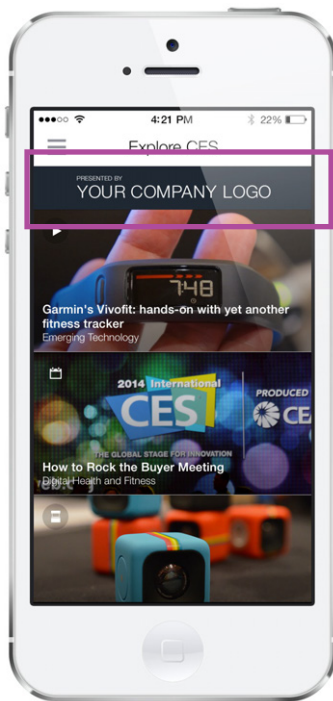 4:21 PM
22%
Explore CES
PRESENTED BY
YOUR COMPANY LOGO
7:48
Garmin's Vivofit: hands-on with yet another
fitness tracker
Emerging Technology
2014 International
CES
PRODUCED
CEA
THE GLOBAL STAGE FOR INNOVATION
How to Rock the Buyer Meeting
Digital Health and Fitness